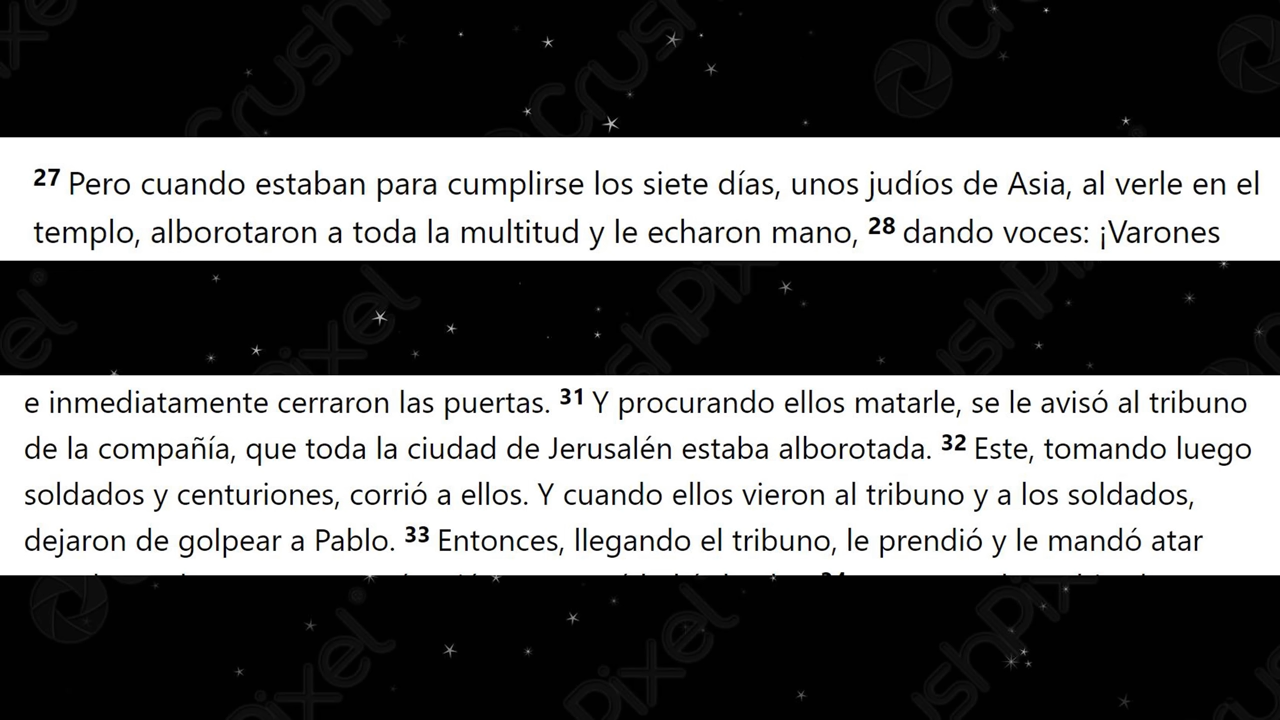 27 Pero cuando estaban para cumplirse los siete días, unos judíos de Asia, al verle en el
templo, alborotaron a toda la multitud y le echaron mano, 28 dando voces: ¡Varones
e inmediatamente cerraron las puertas. 31 Y procurando ellos matarle, se le avisó al tribuno
de la compañía, que toda la ciudad de Jerusalén estaba alborotada. 32 Este, tomando luego
soldados y centuriones, corrió a ellos. Y cuando ellos vieron al tribuno y a los soldados,
dejaron de golpear a Pablo. 33 Entonces, llegando el tribuno, le prendió y le mandó atar